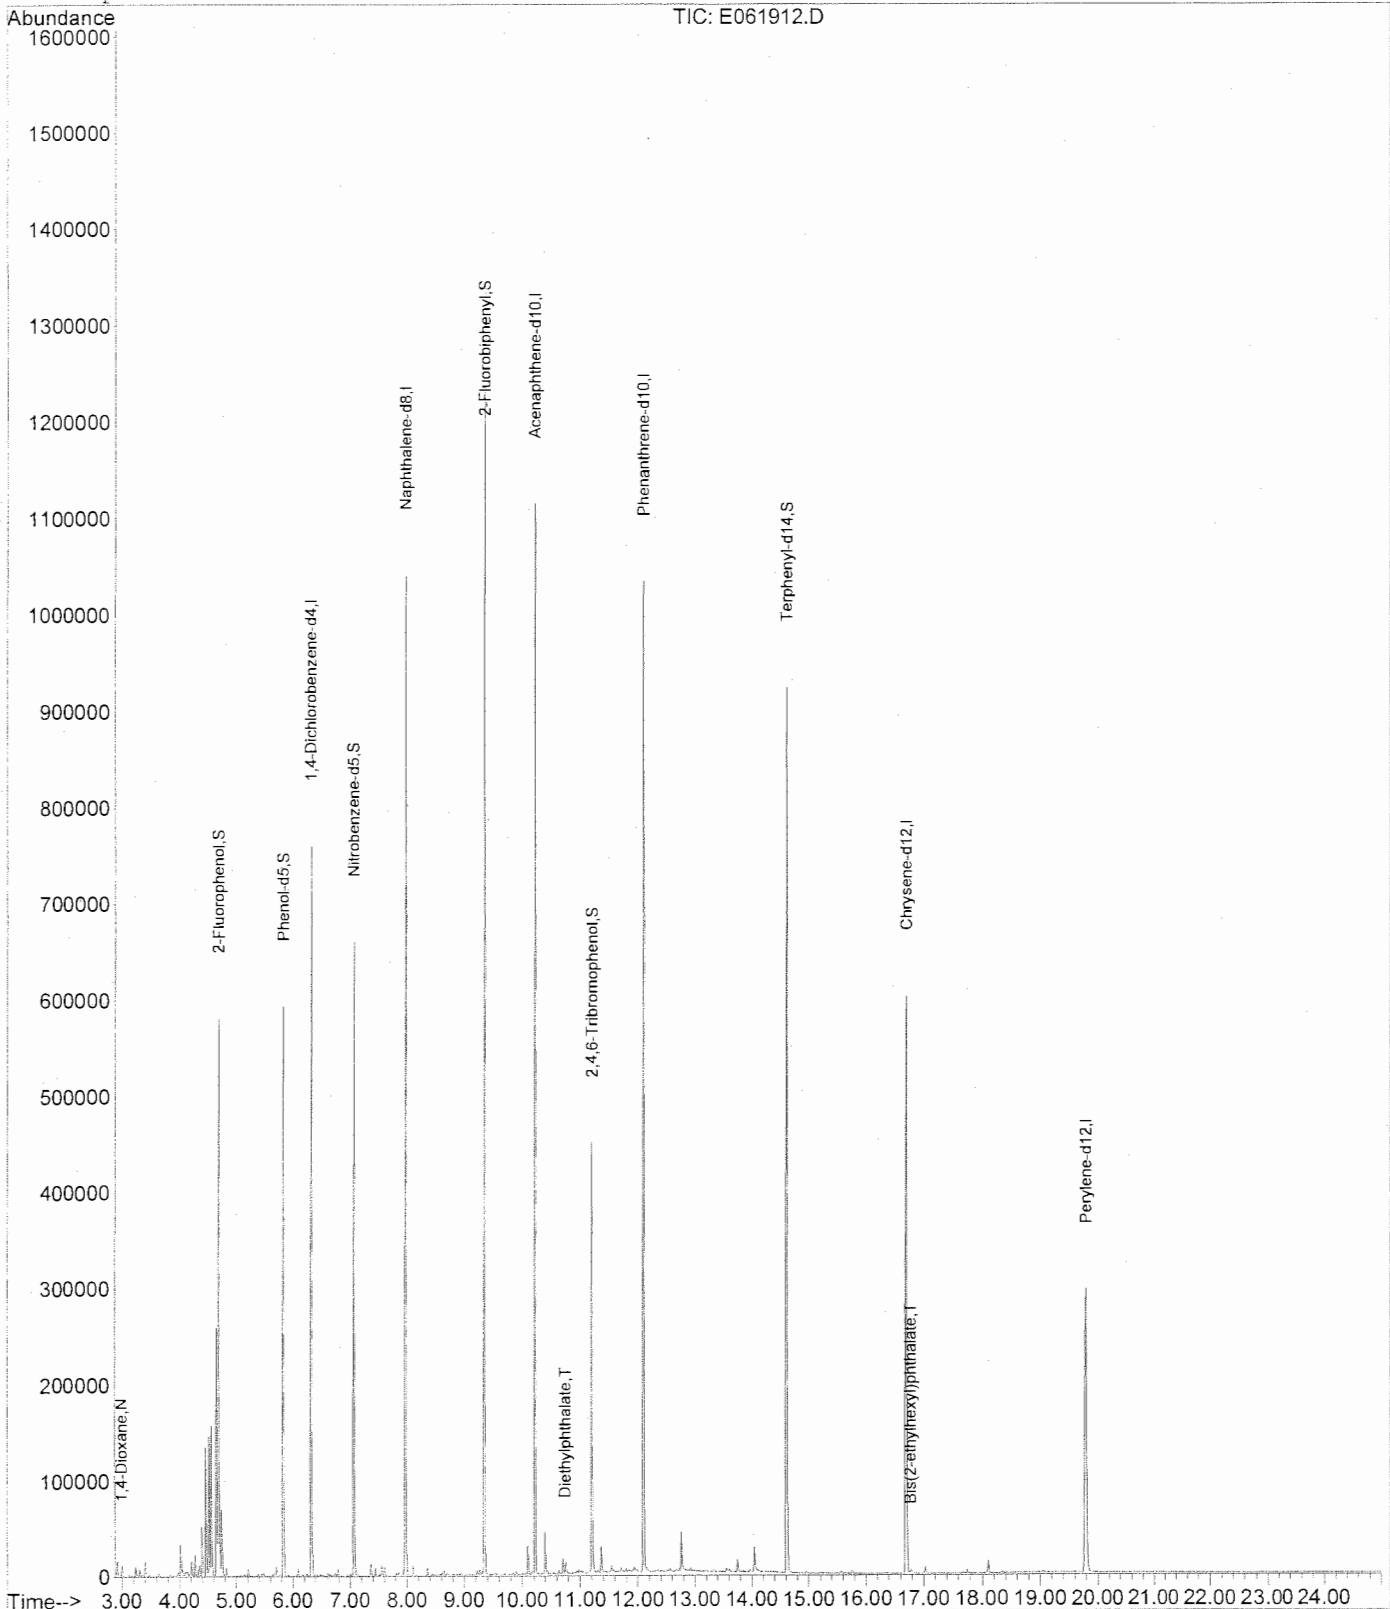 Abundance
TIC: E061912.D
1600000
1500000
1400000
1300000
1200000
1100000
1000000
900000
800000
700000
600000
500000
400000
300000
200000
100000
0
1,4-Dioxane,N
2-Fluorophenol,S
Phenol-d5,S
1,4-Dichlorobenzene-d4,I
Nitrobenzene-d5,S
Naphthalene-d8,I
2-Fluorobiphenyl,S
Acenaphthene-d10,I
Diethylphthalate,T
2,4,6-Tribromophenol,S
Phenanthrene-d10,I
Terphenyl-d14,S
Chrysene-d12,I
Bis(2-ethylhexyl)phthalate,T
Perylene-d12,I
Time--> 3.00 4.00 5.00 6.00 7.00 8.00 9.00 10.00 11.00 12.00 13.00 14.00 15.00 16.00 17.00 18.00 19.00 20.00 21.00 22.00 23.00 24.00